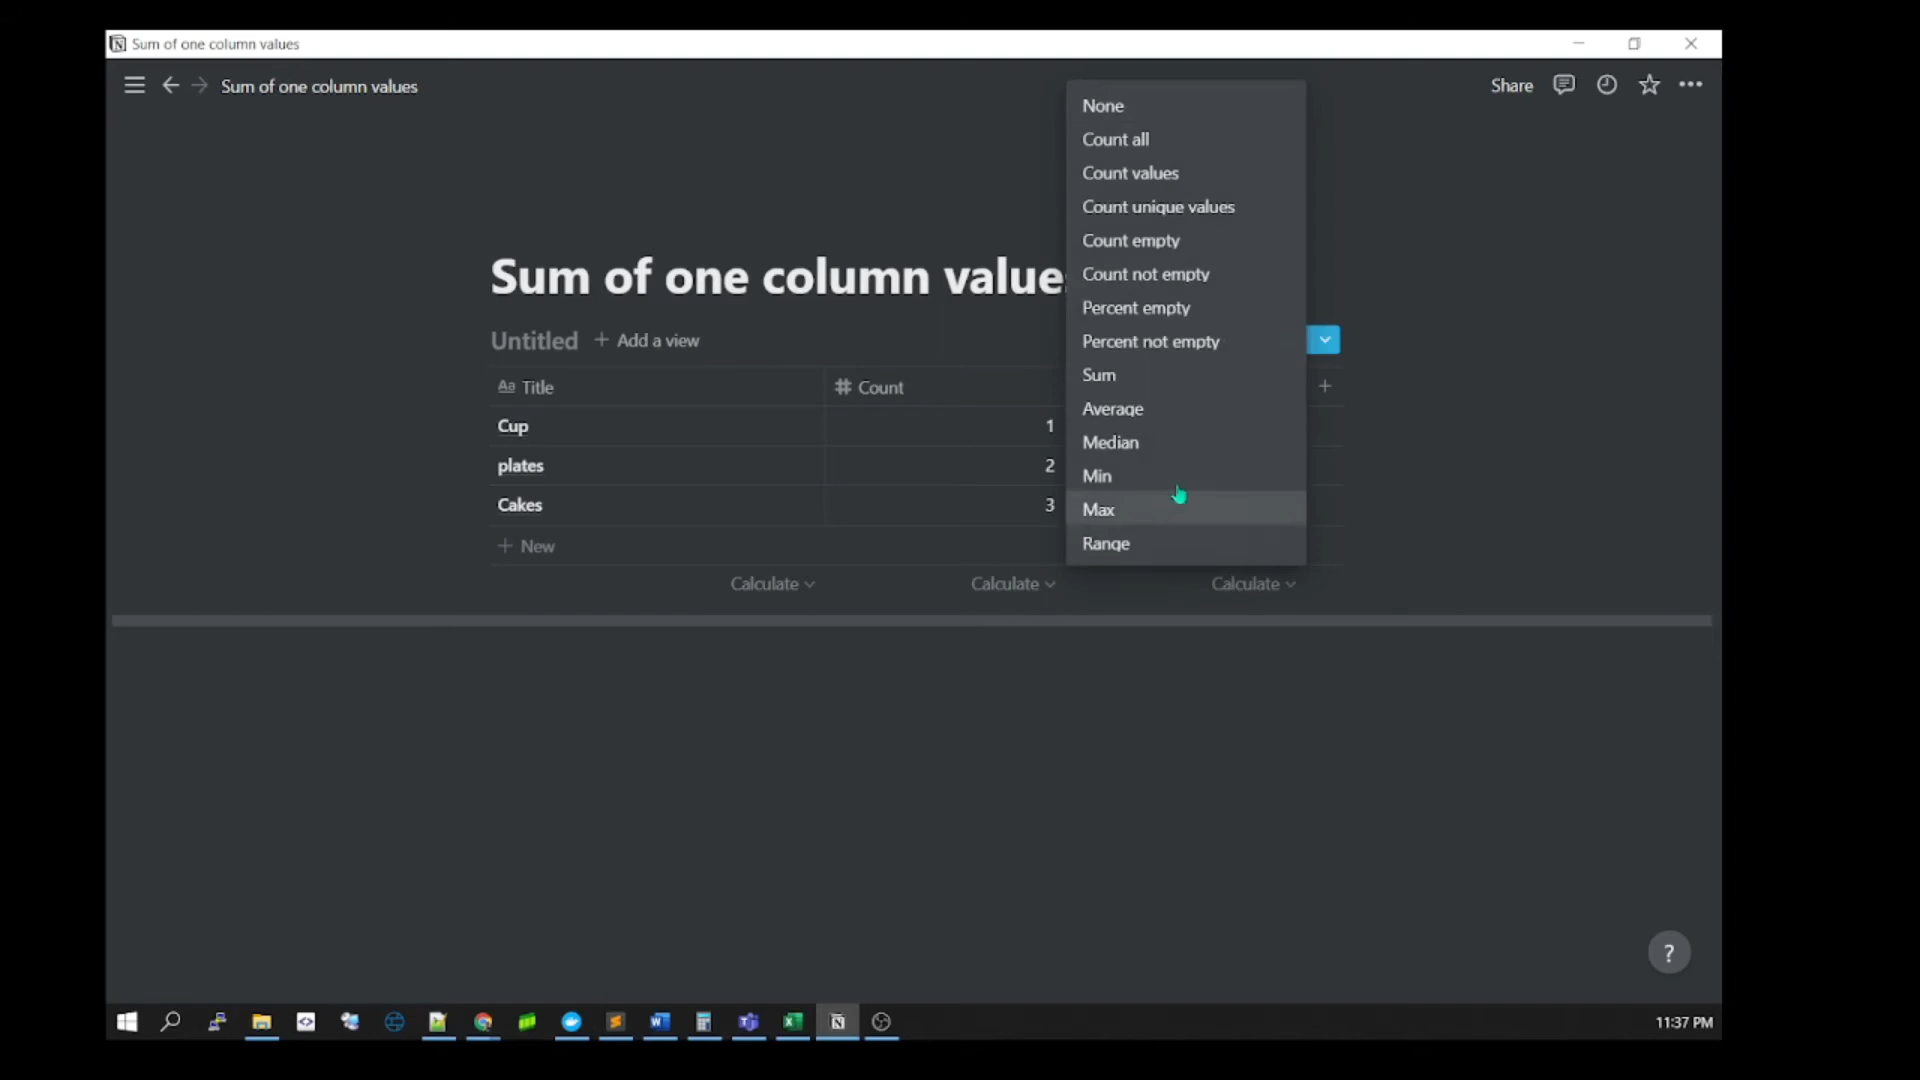 Sum of one column values
Sum of one column values
Share
None
Count all
Count values
Count unique values
Count empty
Count not empty
Percent empty
Percent not empty
Sum
Average
Median
Min
Max
Range
Sum of one column value
Untitled + Add a view
Aa Title # Count +
Cup 1
plates 2
Cakes 3
+ New
Calculate Calculate Calculate
?
11:37 PM